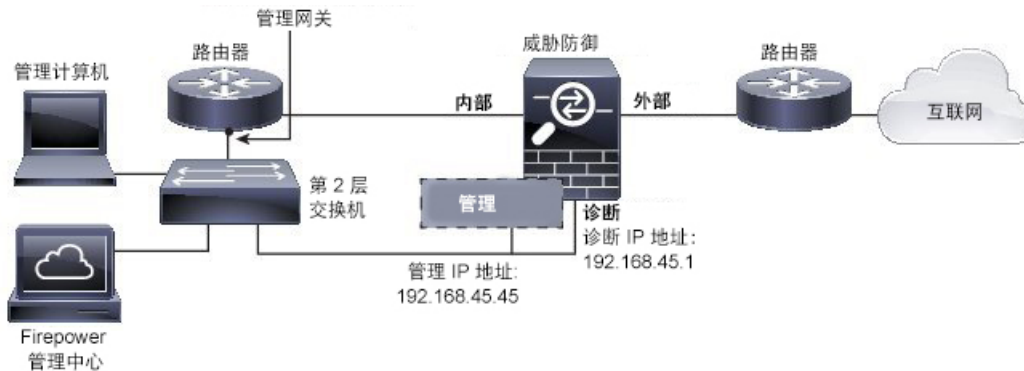 管理网关
路由器
威胁防御
路由器
管理计算机
内部
外部
互联网
第 2 层
交换机
管理
诊断
诊断 IP 地址:
192.168.45.1
管理 IP 地址:
192.168.45.45
Firepower
管理中心